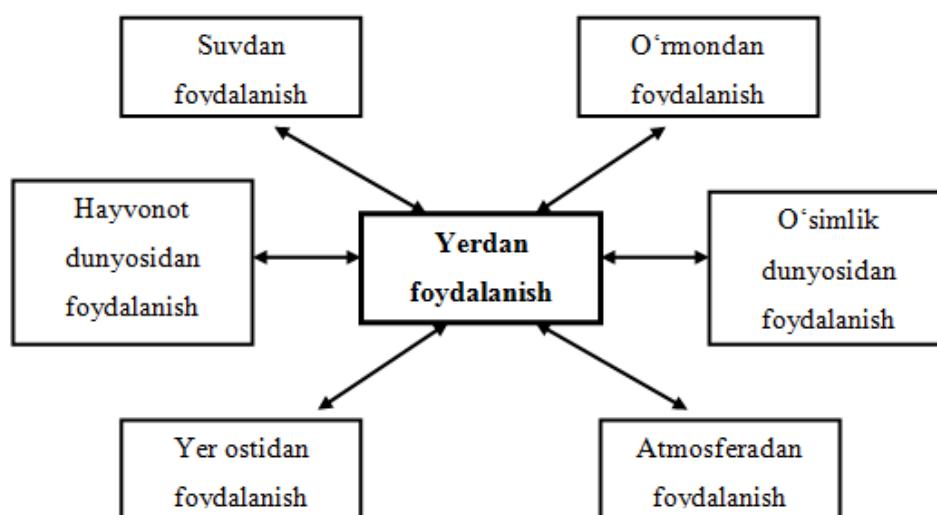 Suvdan
foydalanish
O‘rmondan
foydalanish
Hayvonot
dunyosidan
foydalanish
Yerdan
foydalanish
O‘simlik
dunyosidan
foydalanish
Yer ostidan
foydalanish
Atmosferadan
foydalanish